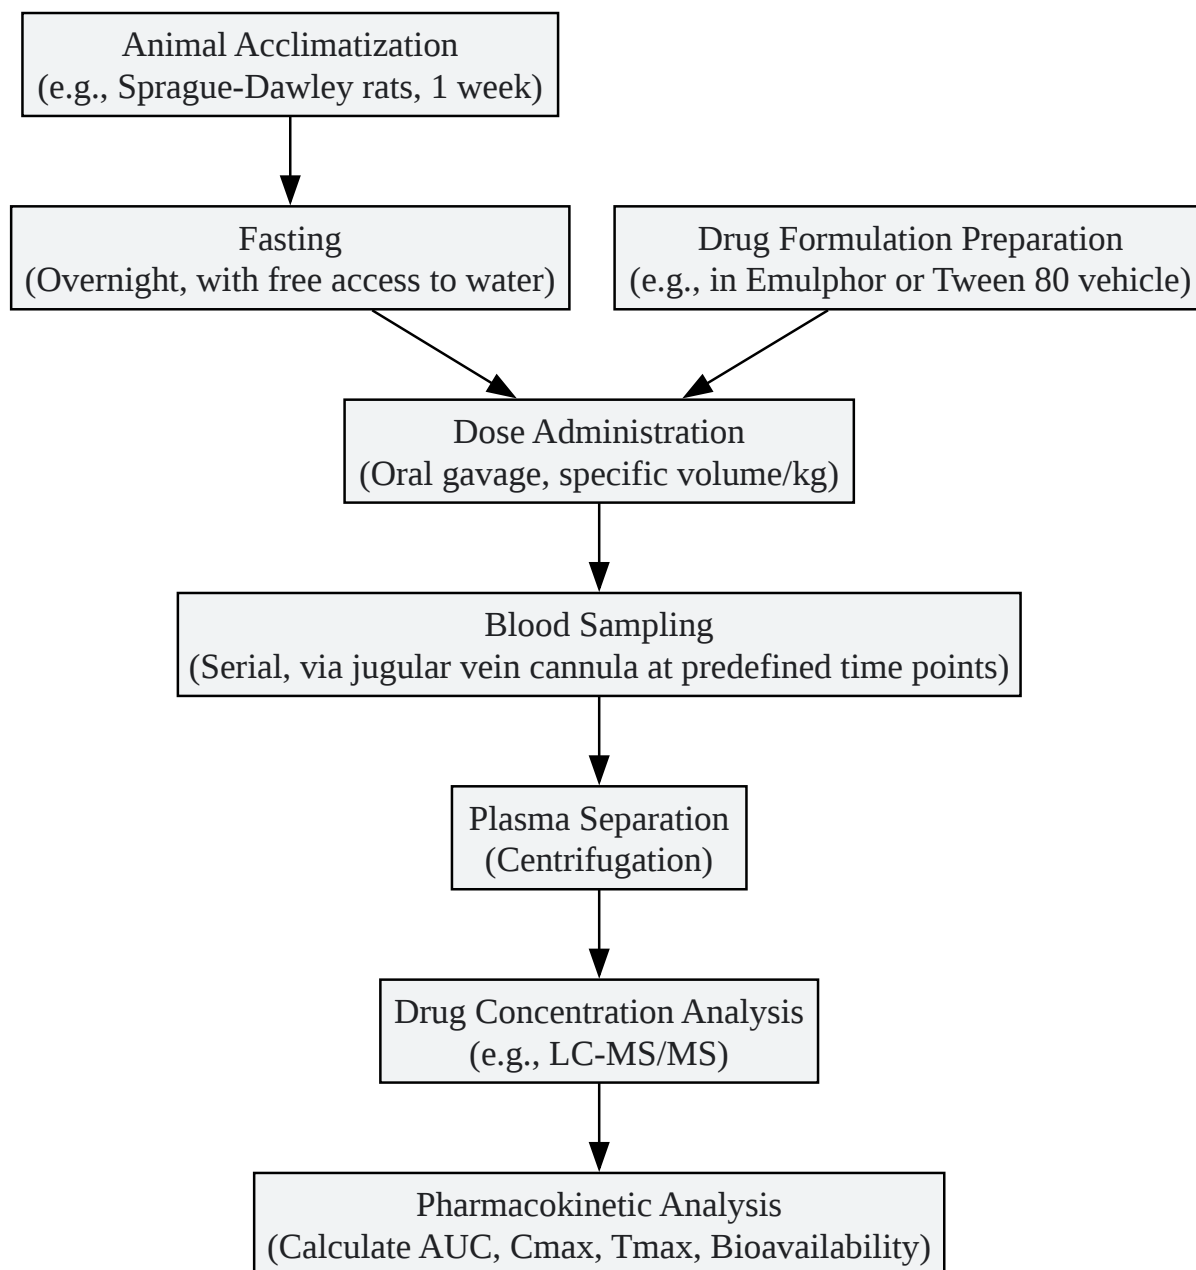 Animal Acclimatization
(e.g., Sprague-Dawley rats, 1 week)
Fasting
(Overnight, with free access to water)
Drug Formulation Preparation
(e.g., in Emulphor or Tween 80 vehicle)
Dose Administration
(Oral gavage, specific volume/kg)
Blood Sampling
(Serial, via jugular vein cannula at predefined time points)
Plasma Separation
(Centrifugation)
Drug Concentration Analysis
(e.g., LC-MS/MS)
Pharmacokinetic Analysis
(Calculate AUC, Cmax, Tmax, Bioavailability)